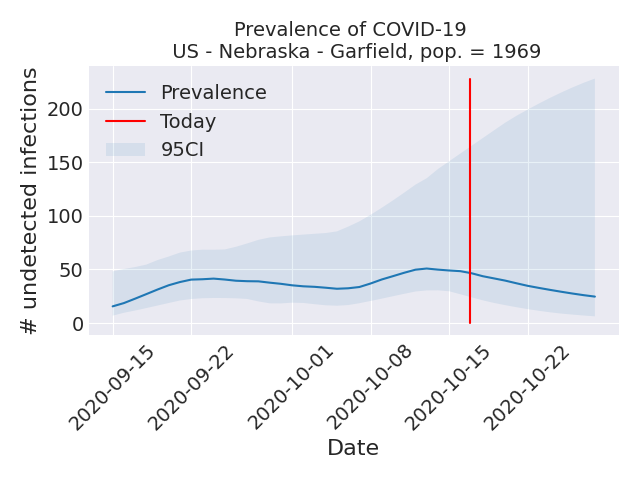 Prevalence of COVID-19
US - Nebraska - Garfield, pop. = 1969
# undetected infections
200
150
100
50
0
Prevalence
Today
95CI
2020-09-15
2020-09-22
2020-10-01
2020-10-08
2020-10-15
2020-10-22
Date